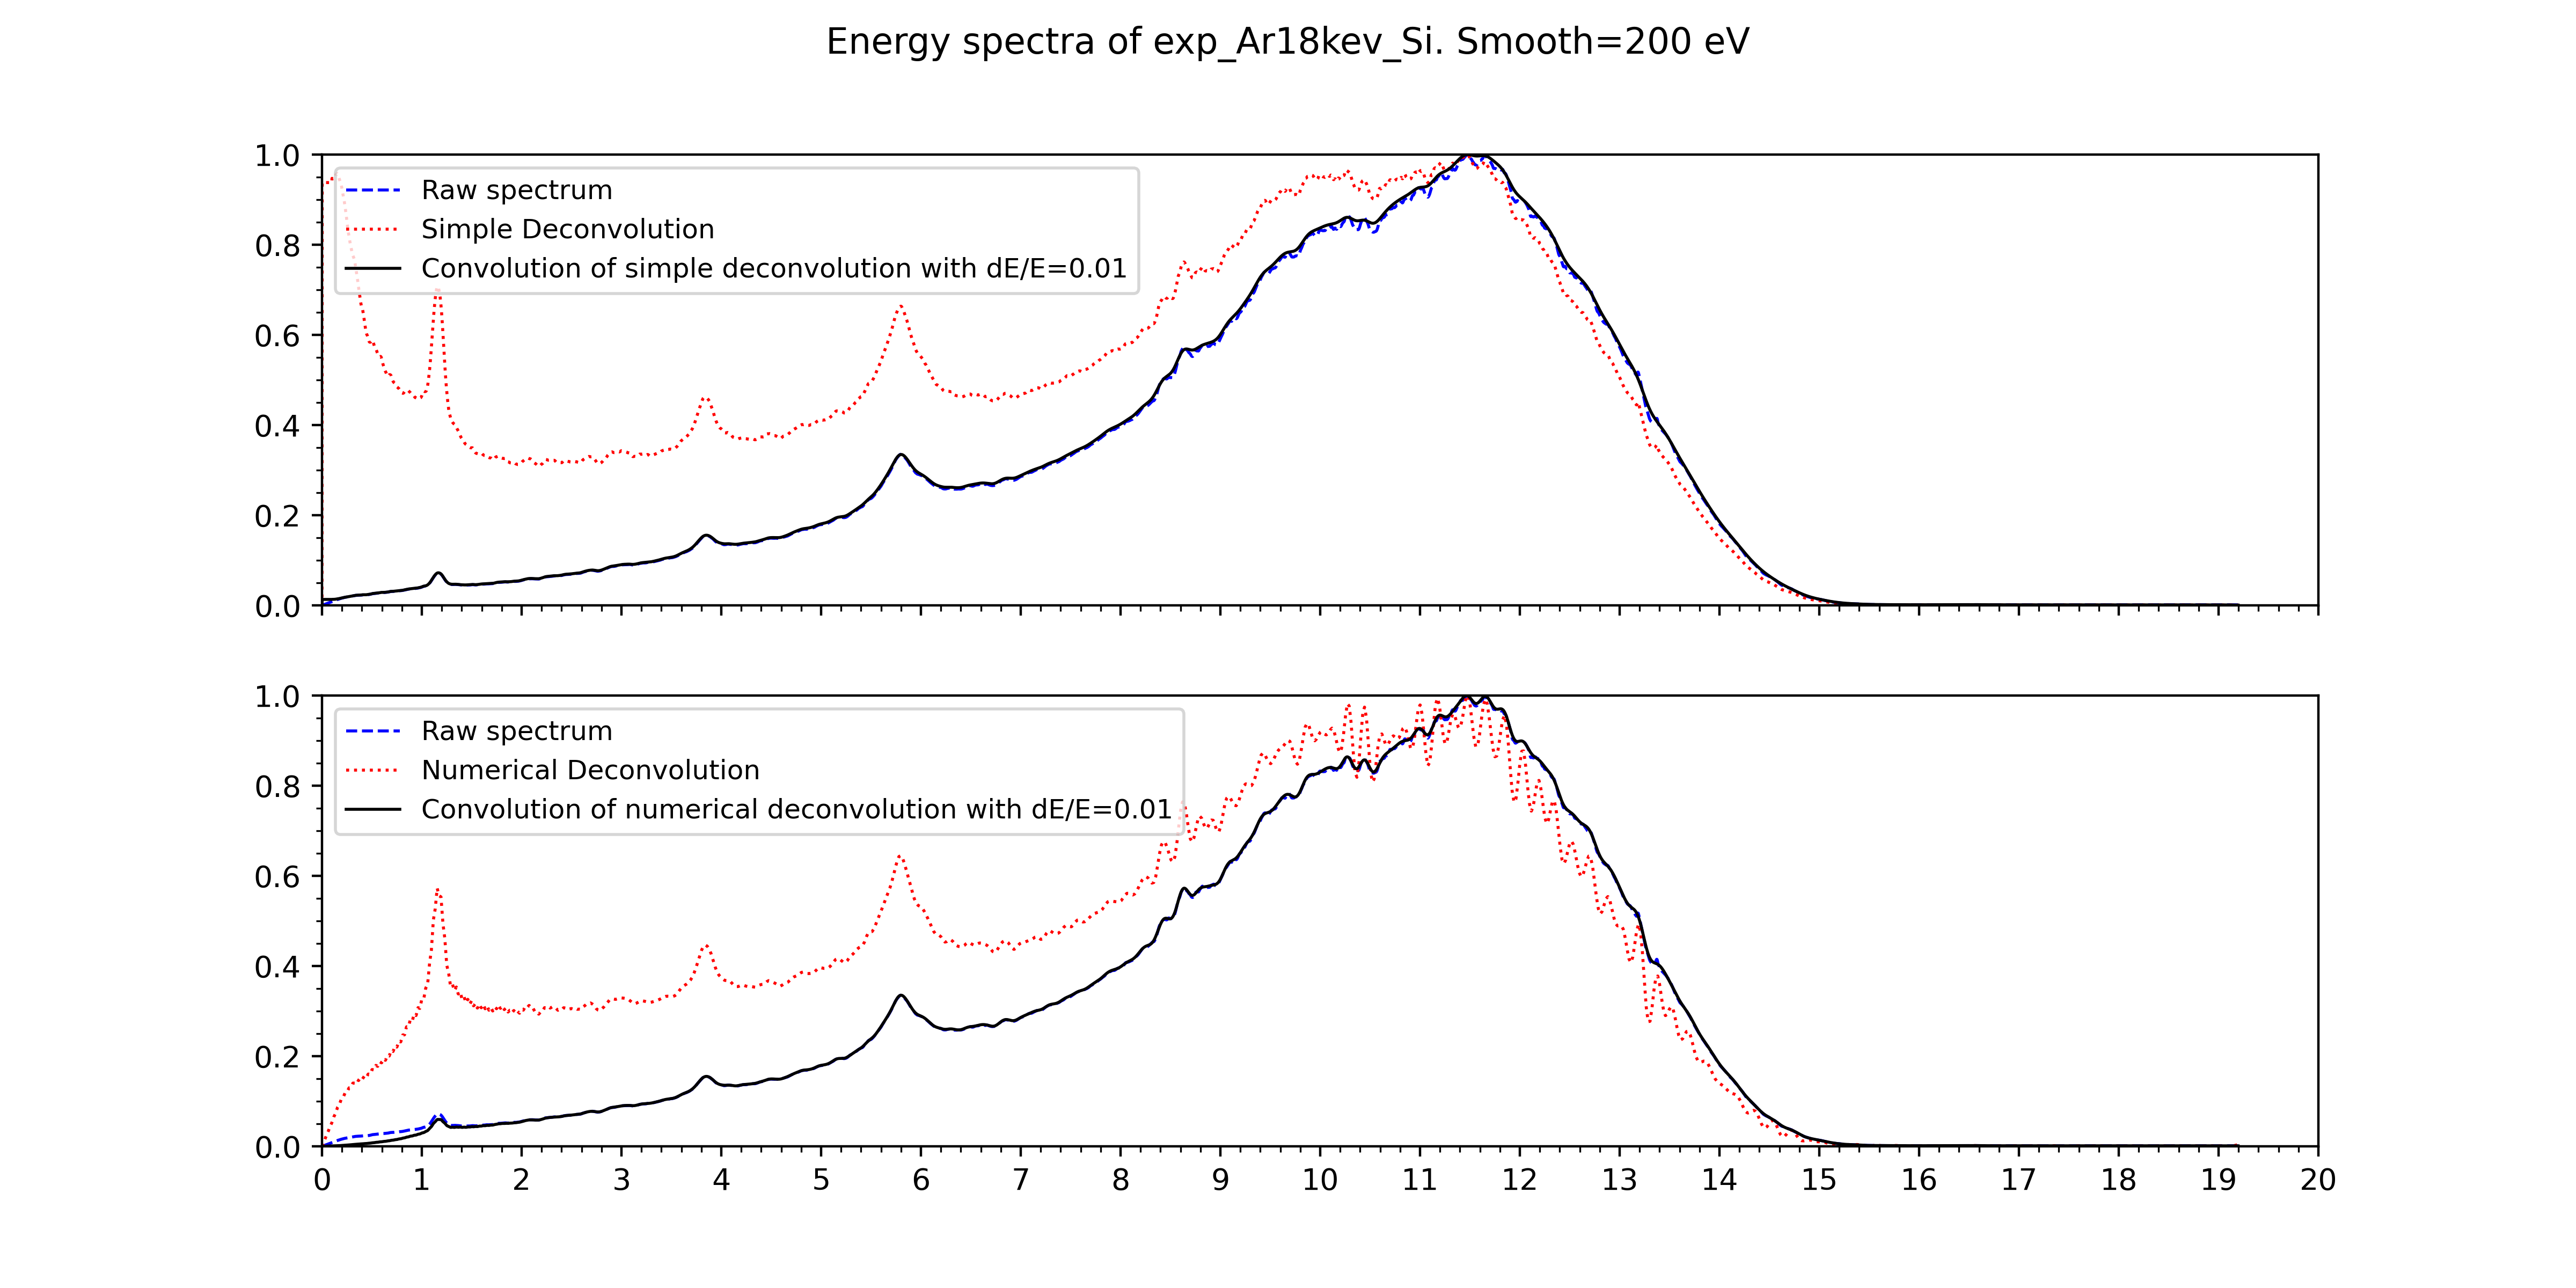 Energy spectra of exp_Ar18kev_Si. Smooth=200 eV
1.0
0.8
0.6
0.4
0.2
0.0
Raw spectrum
Simple Deconvolution
Convolution of simple deconvolution with dE/E=0.01
1.0
0.8
0.6
0.4
0.2
0.0
Raw spectrum
Numerical Deconvolution
Convolution of numerical deconvolution with dE/E=0.01
0 1 2 3 4 5 6 7 8 9 10 11 12 13 14 15 16 17 18 19 20